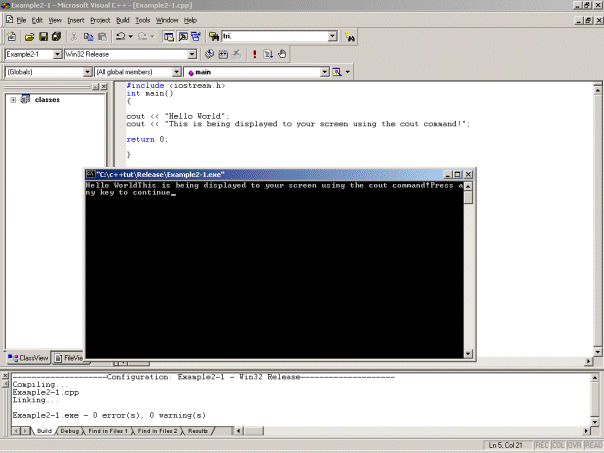 Example2-1 - Microsoft Visual C++ - [Example2-1.cpp]
File Edit View Insert Project Build Tools Window Help
tri.
Example2-1 Win32 Release
(Globals) (All global members) main
classes
#include <iostream.h>
int main()
{
cout << "Hello World";
cout << "This is being displayed to your screen using the cout command!";
return 0;
}
"C:\c++tut\Release\Example2-1.exe"
Hello WorldThis is being displayed to your screen using the cout command!Press a
ny key to continue_
ClassView FileView
--------------------Configuration: Example2-1 - Win32 Release--------------------
Compiling...
Example2-1.cpp
Linking...
Example2-1.exe - 0 error(s), 0 warning(s)
Build Debug Find in Files 1 Find in Files 2 Results
Ln 5, Col 21 REC COL OVR READ